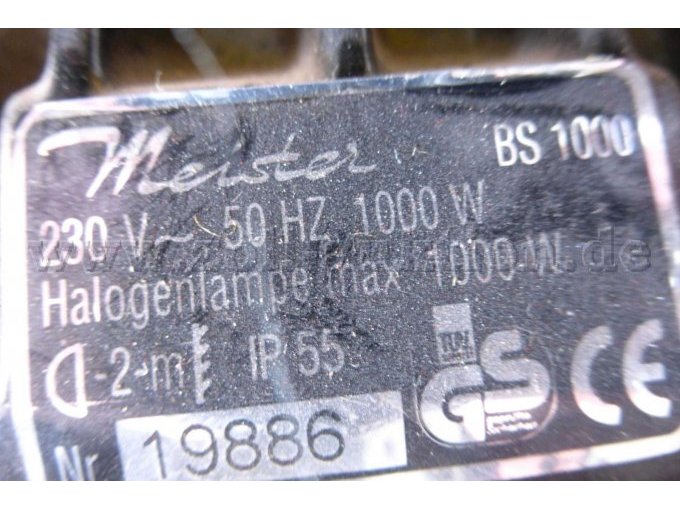 Meister BS 1000
230 V~ 50 HZ 1000 W
Halogenlampe max 1000 W
-2-m IP 55
GS CE
Nr 19886